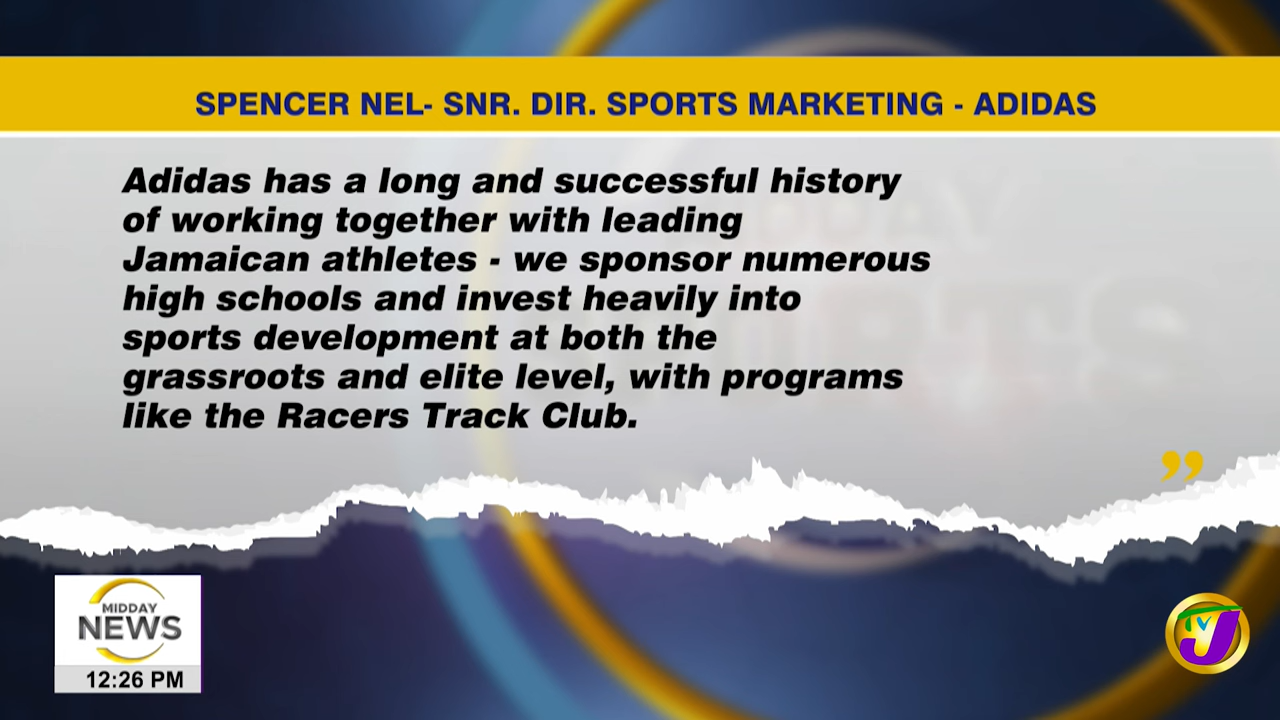 SPENCER NEL- SNR. DIR. SPORTS MARKETING - ADIDAS
Adidas has a long and successful history
of working together with leading
Jamaican athletes - we sponsor numerous
high schools and invest heavily into
sports development at both the
grassroots and elite level, with programs
like the Racers Track Club.
”
MIDDAY
NEWS
12:26 PM
TVJ